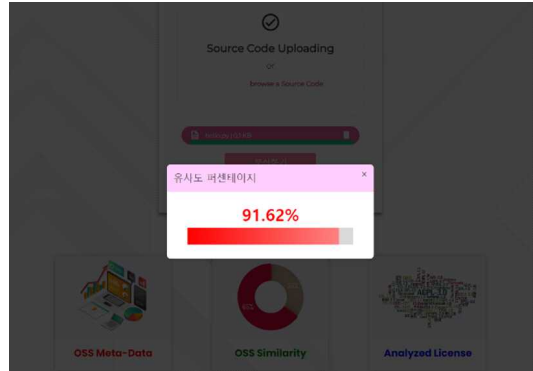 Source Code Uploading
or
browse a Source Code
유사도 퍼센테이지
×
91.62%
OSS Meta-Data
OSS Similarity
Analyzed License